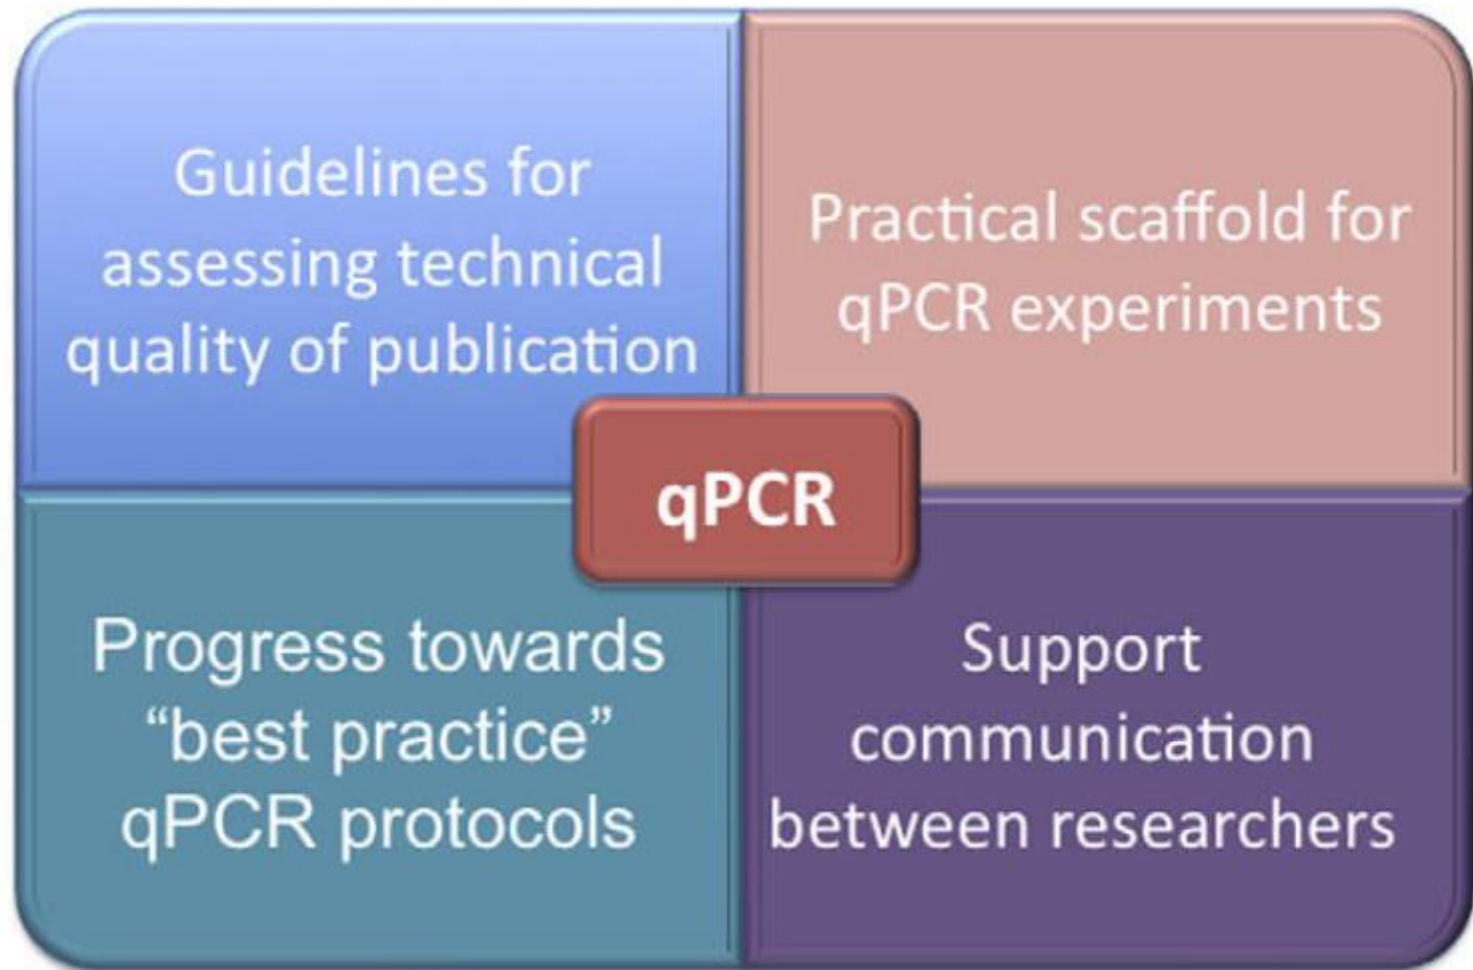 Guidelines for
assessing technical
quality of publication
Practical scaffold for
qPCR experiments
qPCR
Progress towards
“best practice”
qPCR protocols
Support
communication
between researchers